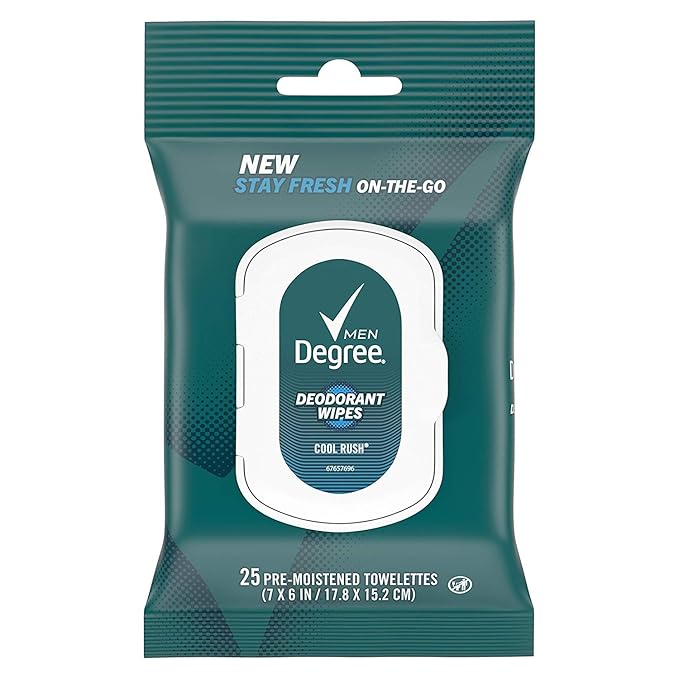 NEW
STAY FRESH ON-THE-GO
MEN
Degree®
DEODORANT
WIPES
COOL RUSH®
67657696
25 PRE-MOISTENED TOWELETTES
(7 X 6 IN / 17.8 X 15.2 CM)